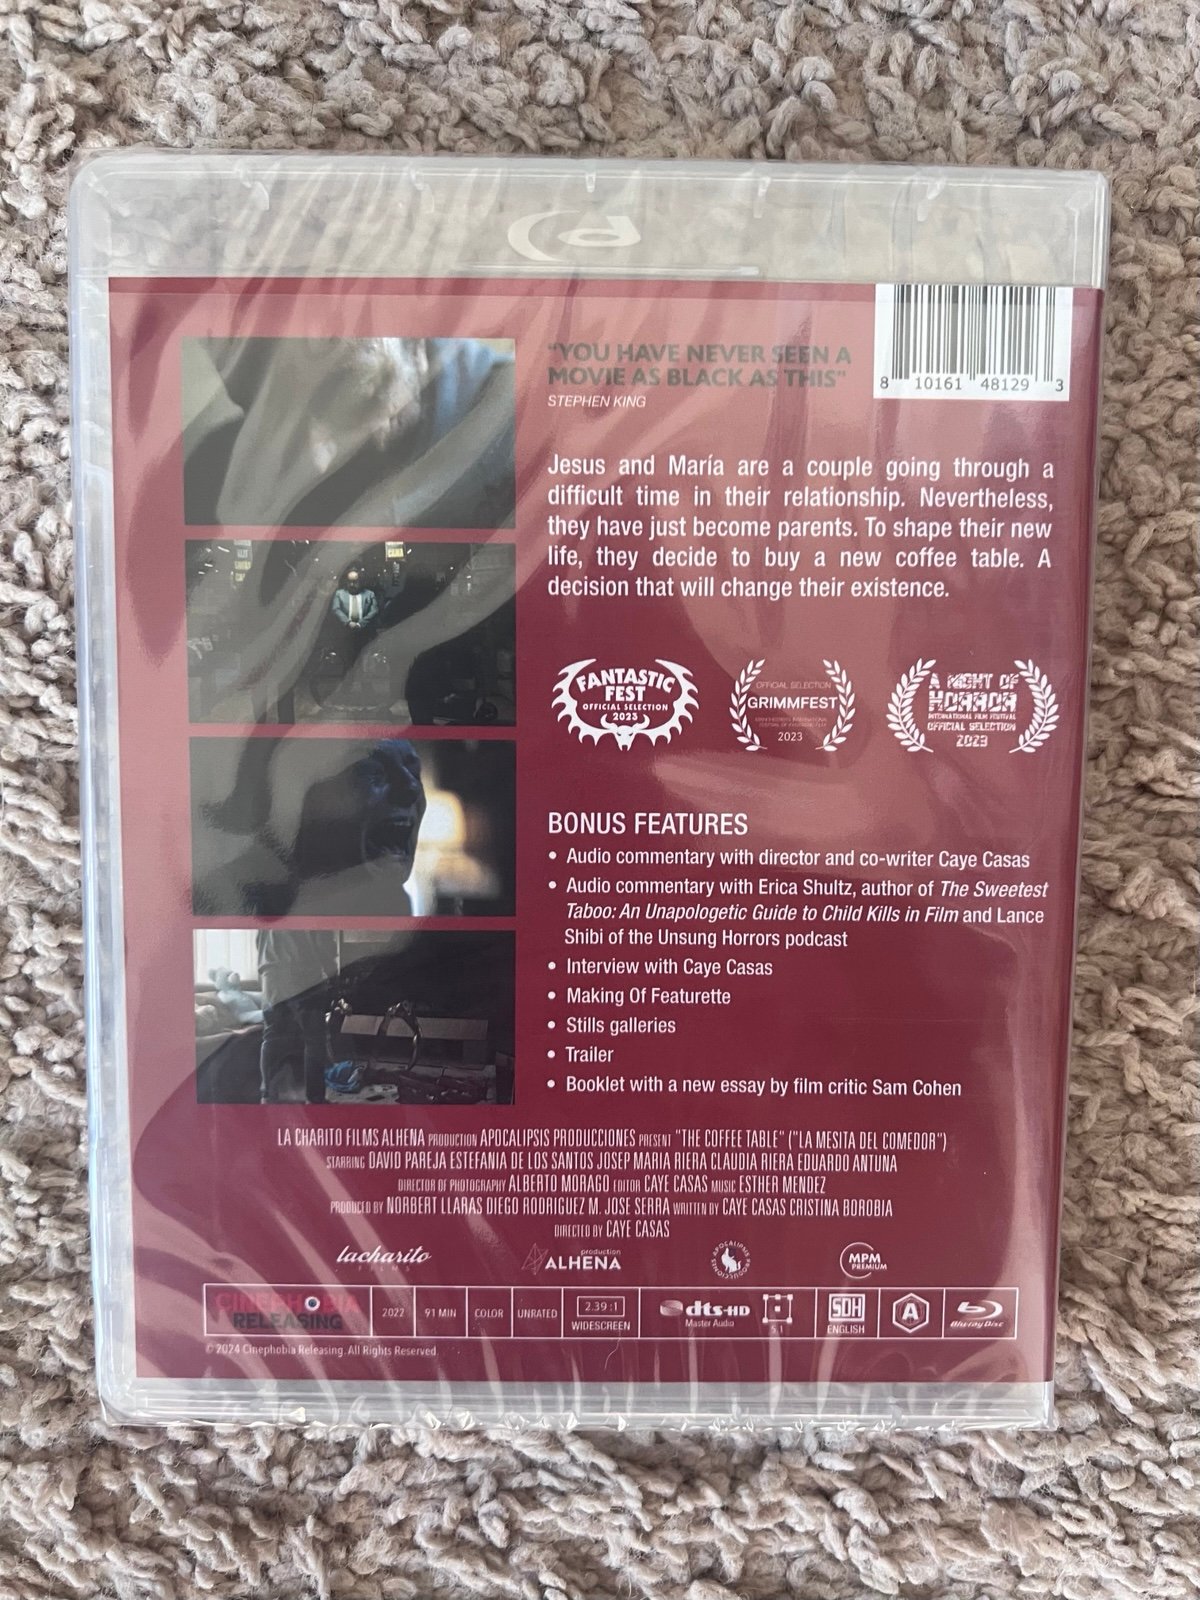 "YOU HAVE NEVER SEEN A
MOVIE AS BLACK AS THIS"
STEPHEN KING
8 10161 48129 3
Jesus and María are a couple going through a
difficult time in their relationship. Nevertheless,
they have just become parents. To shape their new
life, they decide to buy a new coffee table. A
decision that will change their existence.
FANTASTIC
FEST
OFFICIAL SELECTION
2023
OFFICIAL SELECTION
GRIMMFEST
2023
A NIGHT OF
HORROR
INTERNATIONAL FILM FESTIVAL
OFFICIAL SELECTION
2023
BONUS FEATURES
• Audio commentary with director and co-writer Caye Casas
• Audio commentary with Erica Shultz, author of The Sweetest
Taboo: An Unapologetic Guide to Child Kills in Film and Lance
Shibi of the Unsung Horrors podcast
• Interview with Caye Casas
• Making Of Featurette
• Stills galleries
• Trailer
• Booklet with a new essay by film critic Sam Cohen
LA CHARITO FILMS ALHENA PRODUCTION APOCALIPSIS PRODUCCIONES PRESENT "THE COFFEE TABLE" ("LA MESITA DEL COMEDOR")
STARRING DAVID PAREJA ESTEFANIA DE LOS SANTOS JOSEP MARIA RIERA CLAUDIA RIERA EDUARDO ANTUNA
DIRECTOR OF PHOTOGRAPHY ALBERTO MORAGO EDITOR CAYE CASAS MUSIC ESTHER MENDEZ
PRODUCED BY NORBERT LLARAS DIEGO RODRIGUEZ M. JOSE SERRA WRITTEN BY CAYE CASAS CRISTINA BOROBIA
DIRECTED BY CAYE CASAS
lacharito
FILMS
production
ALHENA
APOCALIPSIS PRODUCCIONES
MPM
PREMIUM
CINEPHOBIA
RELEASING
2022
91 MIN
COLOR
UNRATED
2.39 :1
WIDESCREEN
dts-HD
Master Audio
5.1
SDH
ENGLISH
A
Blu-ray Disc
© 2024 Cinephobia Releasing. All Rights Reserved.